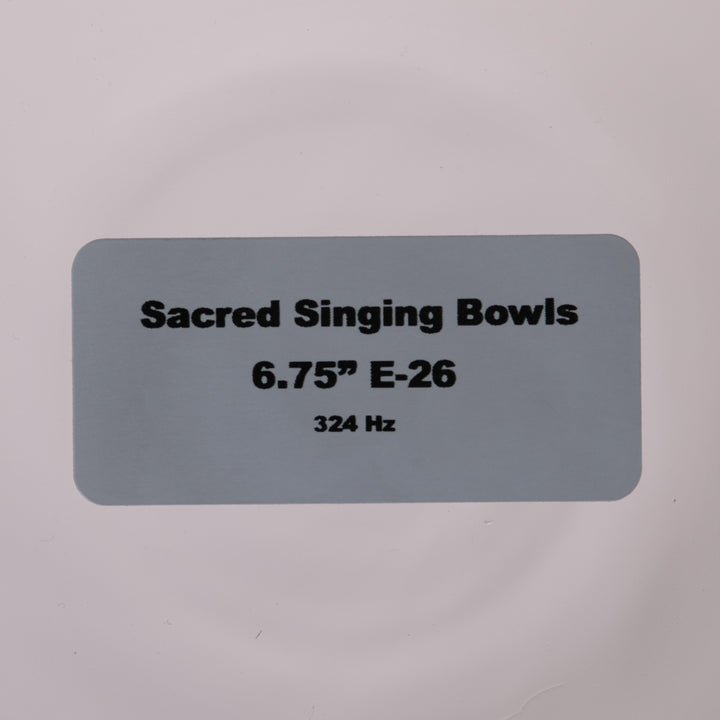 Sacred Singing Bowls
6.75” E-26
324 Hz